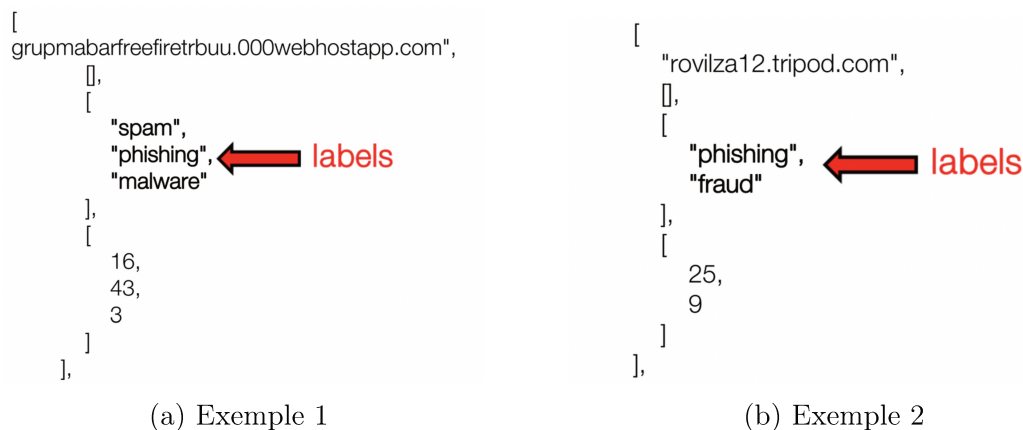 [
grupmabarfreefiretrbuu.000webhostapp.com",
[],
[
"spam",
"phishing", labels
"malware"
],
[
16,
43,
3
]
],
(a) Exemple 1
[
"rovilza12.tripod.com",
[],
[
"phishing", labels
"fraud"
],
[
25,
9
]
],
(b) Exemple 2